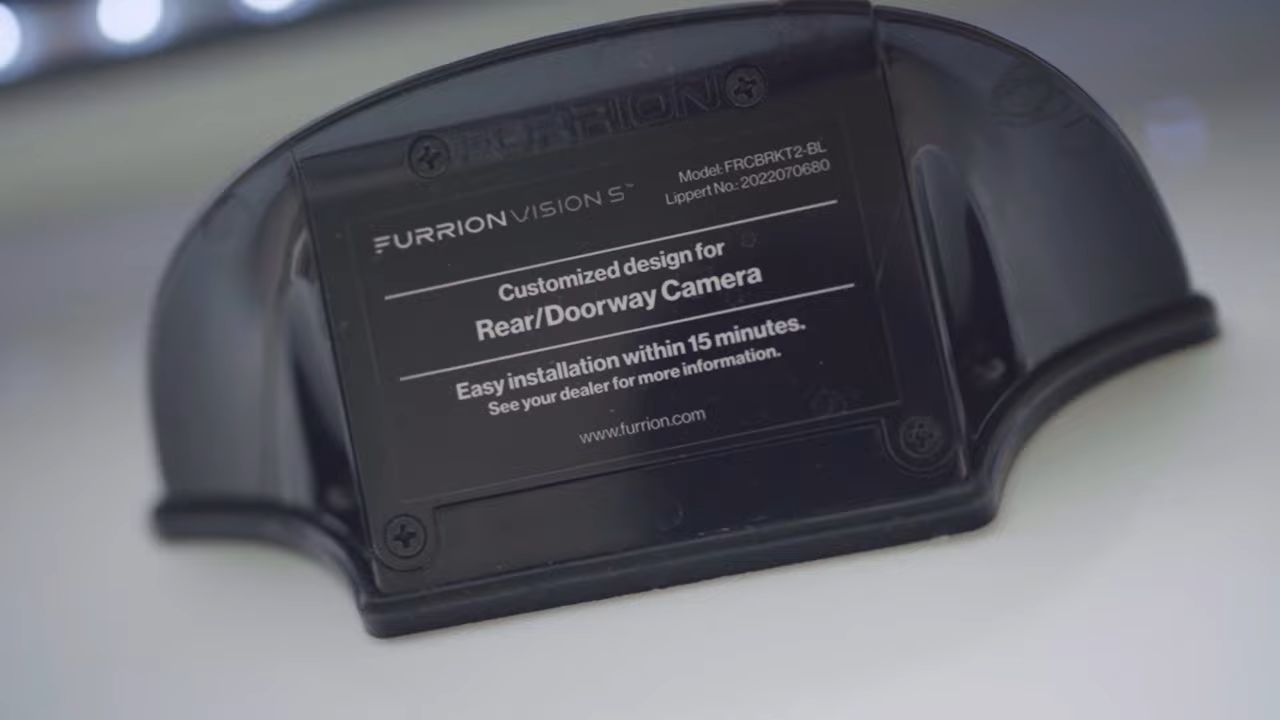 FURRION
FURRION VISION S™
Model: FRCBRKT2-BL
Lippert No.: 2022070680
Customized design for
Rear/Doorway Camera
Easy installation within 15 minutes.
See your dealer for more information.
www.furrion.com